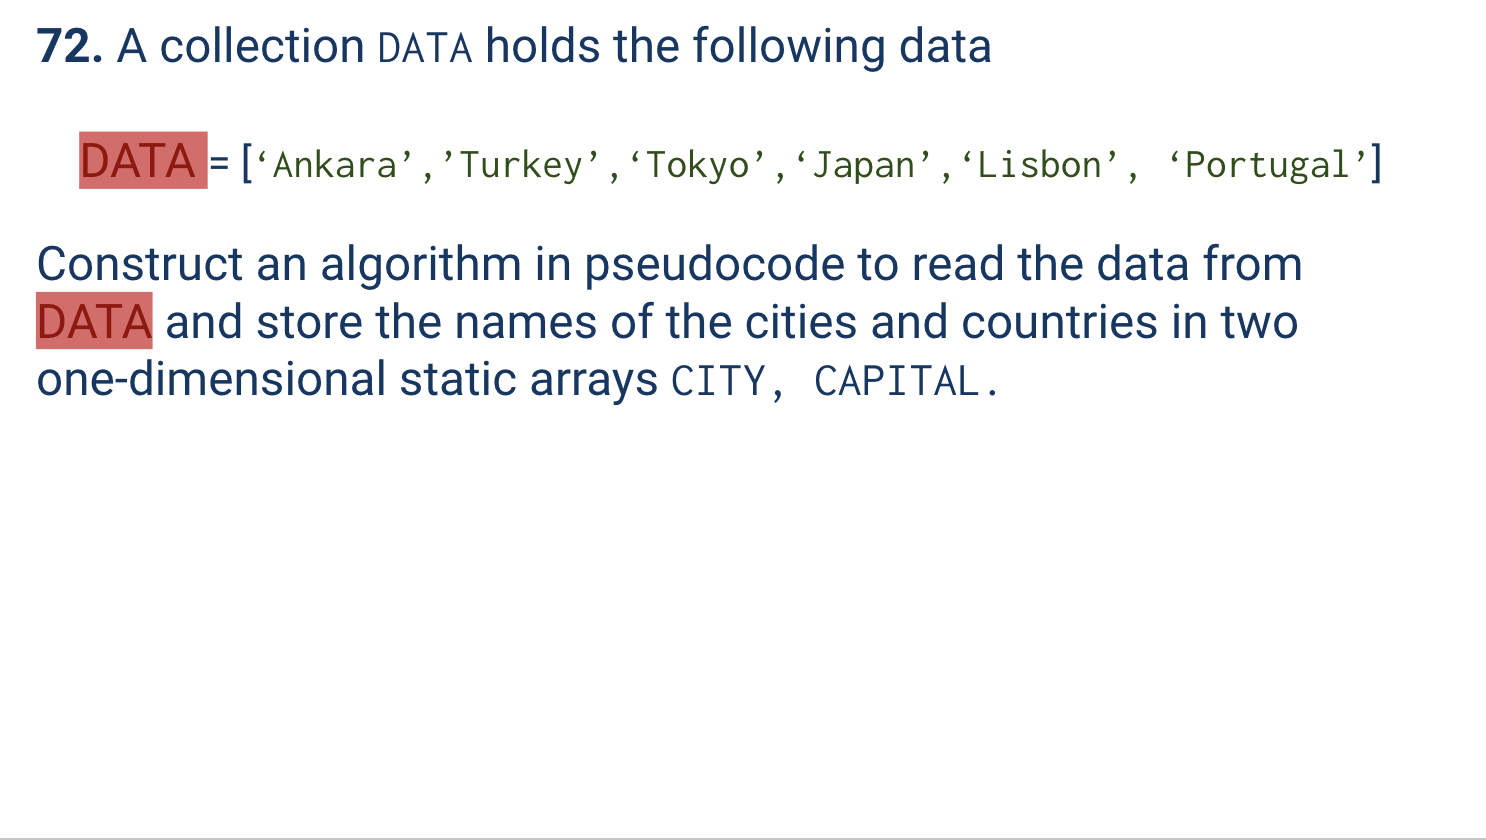 72. A collection DATA holds the following data
DATA = [‘Ankara’,’Turkey’,‘Tokyo’,‘Japan’,‘Lisbon’, ‘Portugal’]
Construct an algorithm in pseudocode to read the data from
DATA and store the names of the cities and countries in two
one-dimensional static arrays CITY, CAPITAL.